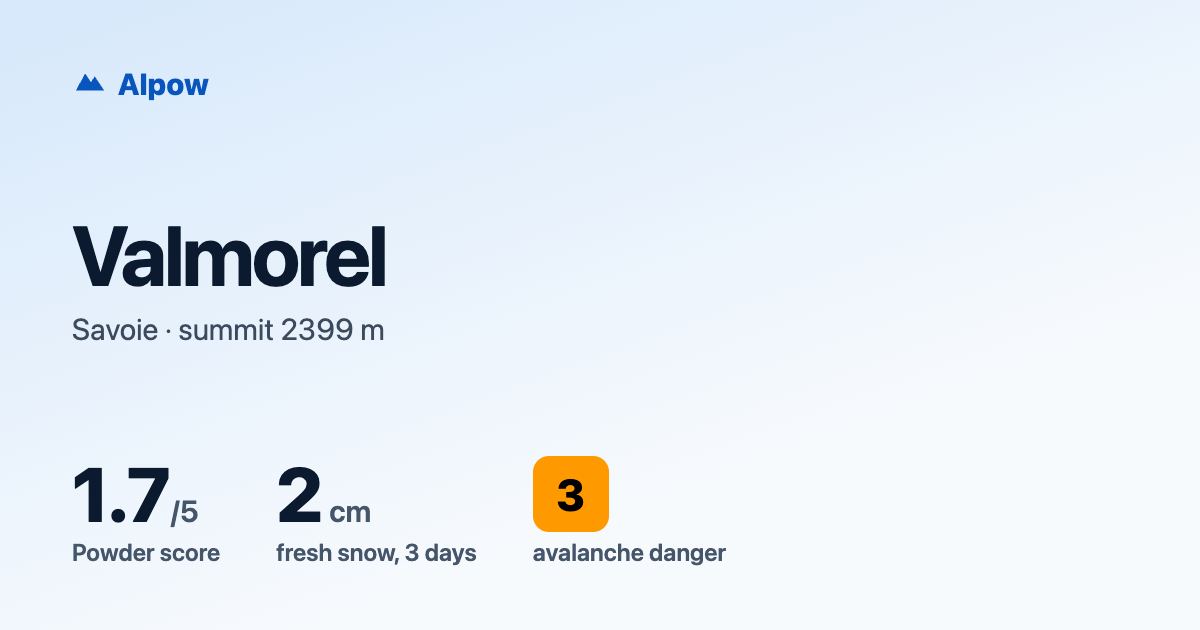 Alpow
Valmorel
Savoie · summit 2399 m
1.7/5
Powder score
2 cm
fresh snow, 3 days
3
avalanche danger